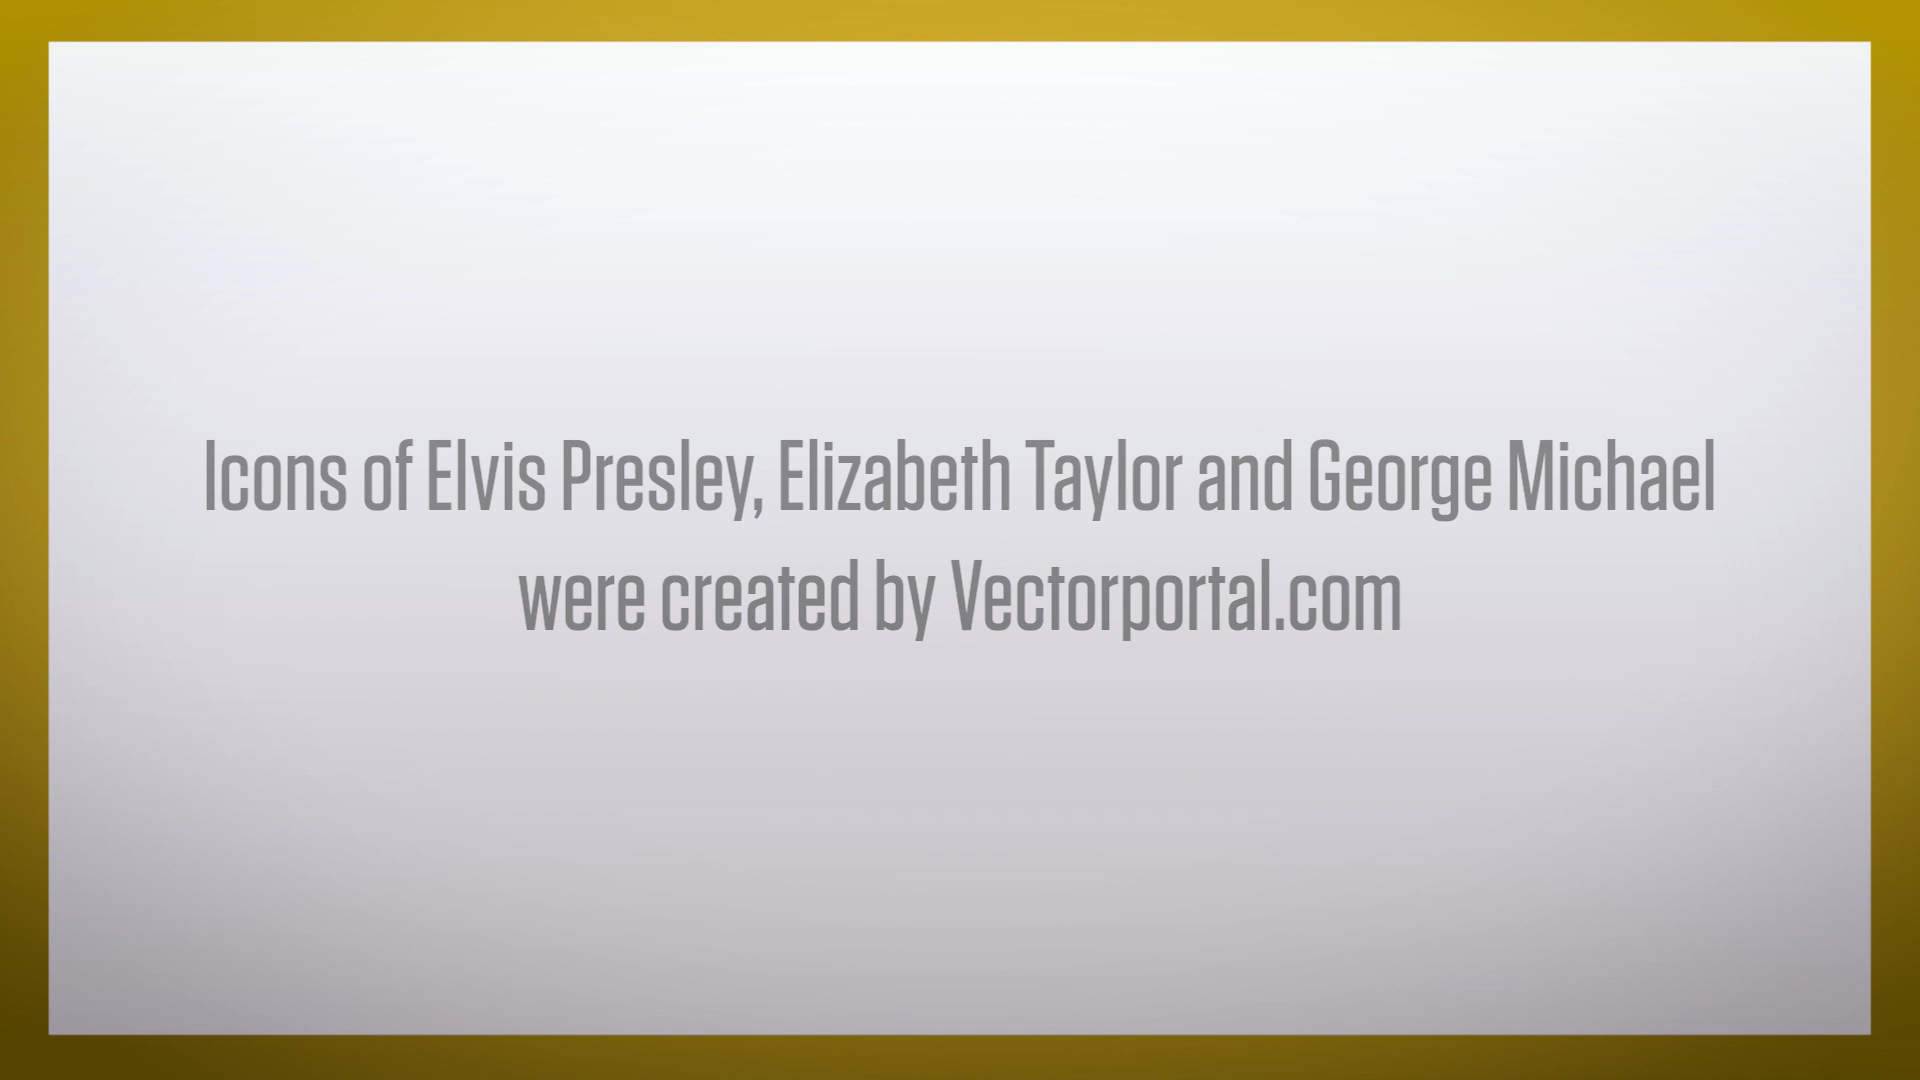 Icons of Elvis Presley, Elizabeth Taylor and George Michael
were created by Vectorportal.com